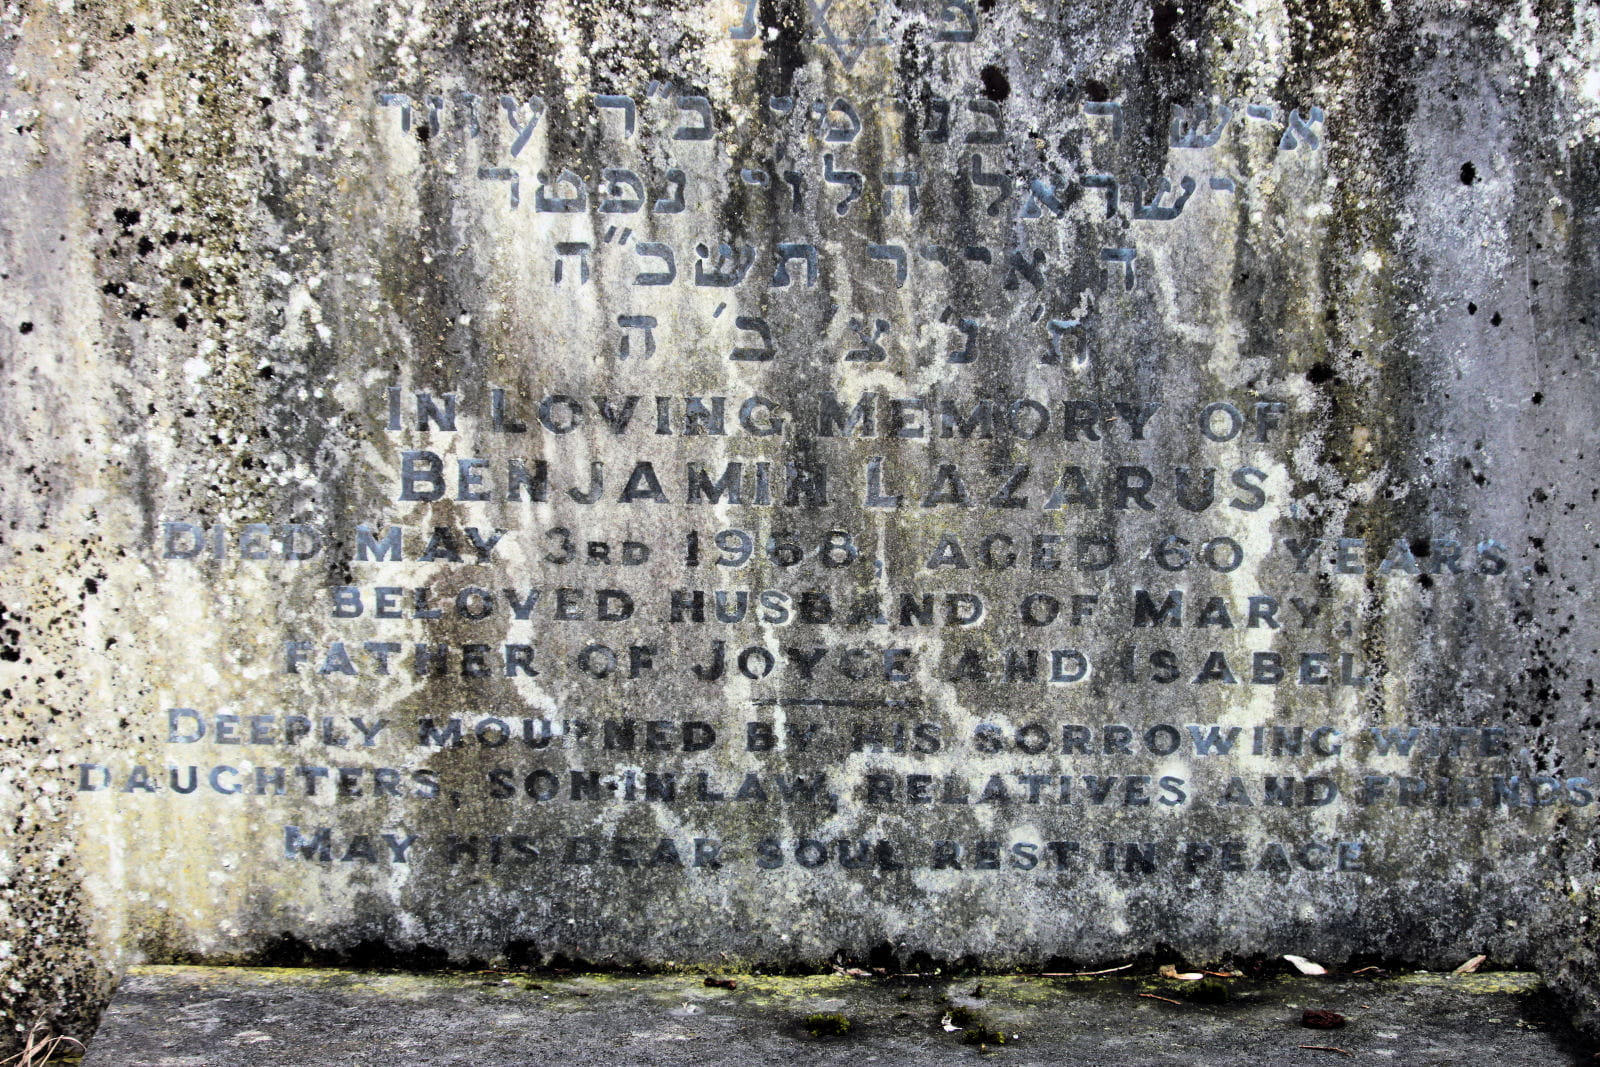 פ נ
איש ר בנימין ב״ר עוזר
ישראל הלוי נפטר
ה אייר תשכ״ח
ת׳ נ׳ צ׳ ב׳ ה
IN LOVING MEMORY OF
BENJAMIN LAZARUS
DIED MAY 3RD 1968, AGED 60 YEARS
BELOVED HUSBAND OF MARY,
FATHER OF JOYCE AND ISABEL
DEEPLY MOURNED BY HIS SORROWING WIFE,
DAUGHTERS, SON-IN LAW, RELATIVES AND FRIENDS
MAY HIS DEAR SOUL REST IN PEACE